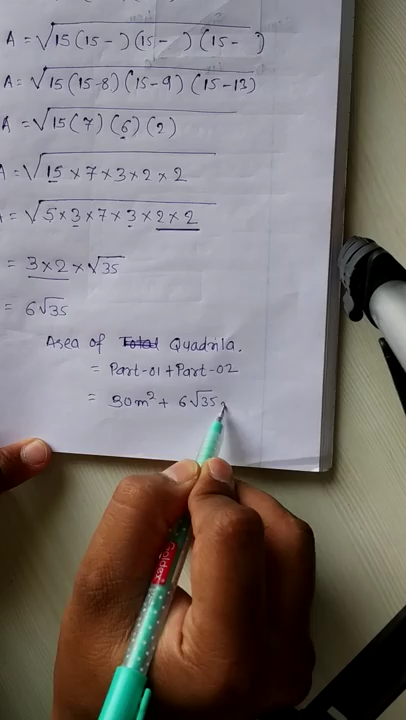 A = √15(15- )(15- )(15- )
A = √15(15-8)(15-9)(15-13)
A = √15(7)(6)(2)
A = √15×7×3×2×2
= √5×3×7×3×2×2
= 3×2×√35
= 6√35
Area of Total Quadrila.
= Part-01+Part-02
= 30m²+ 6√35